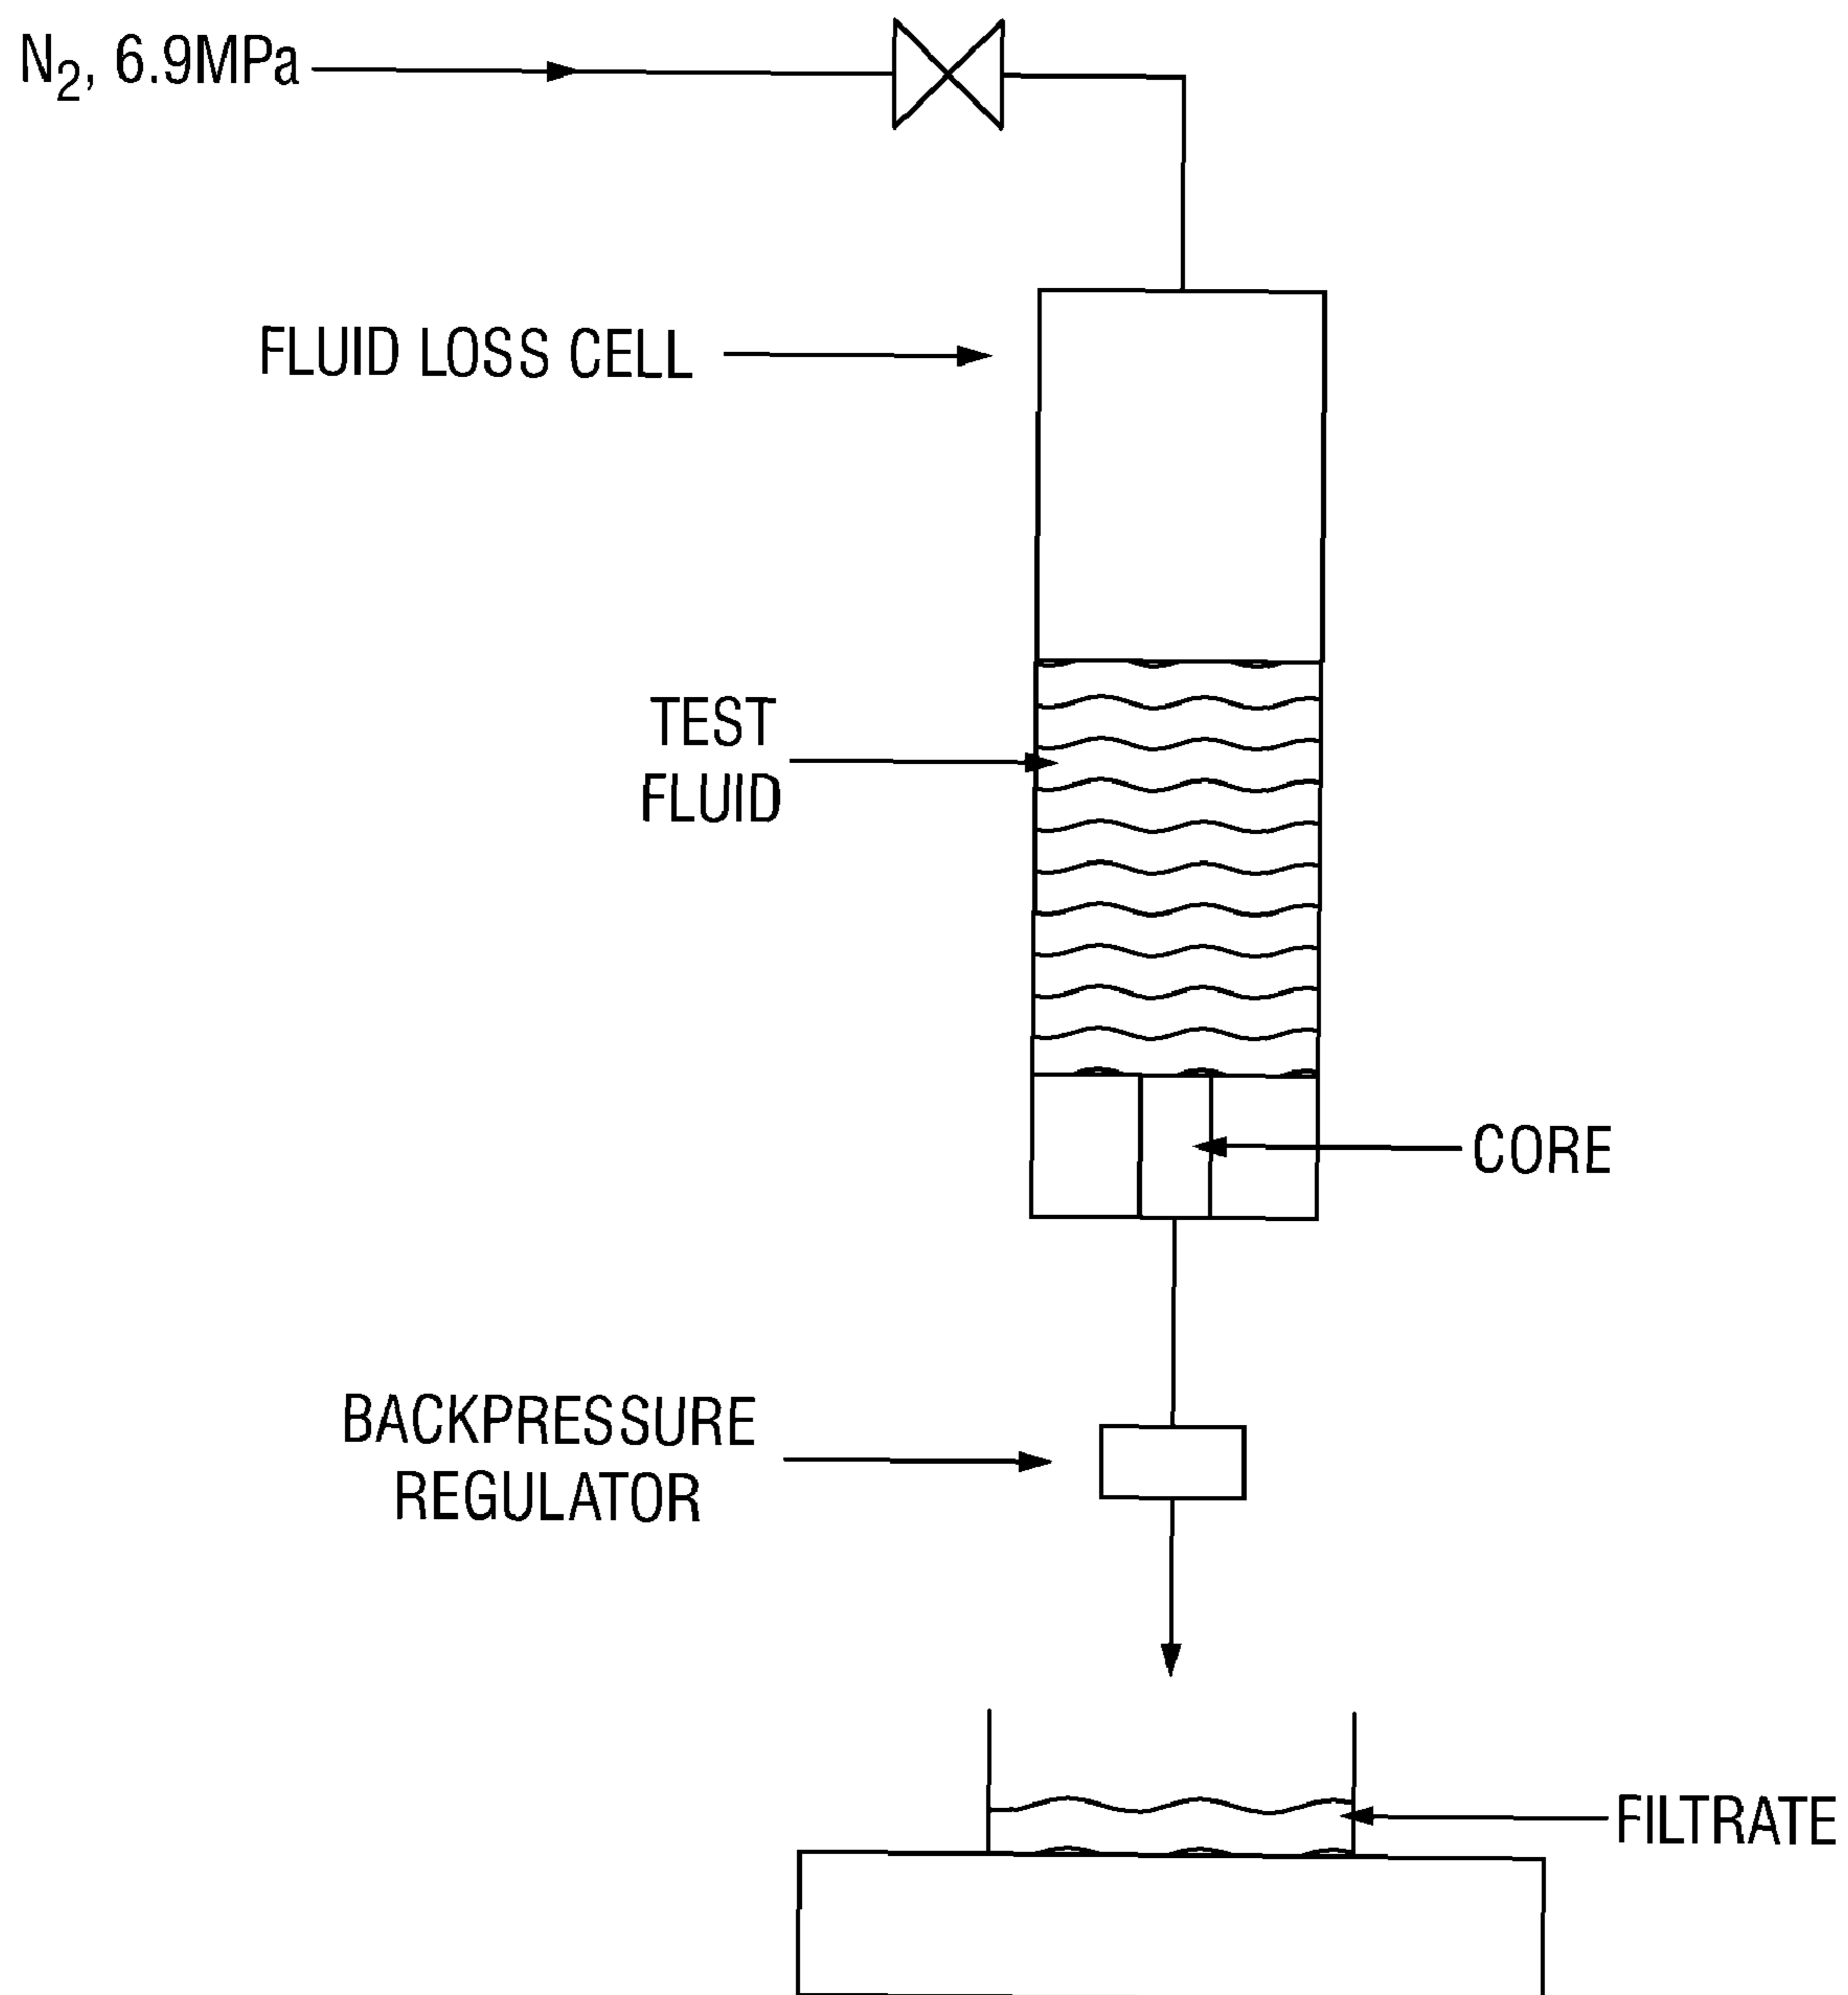 N2, 6.9MPa
FLUID LOSS CELL
TEST
FLUID
CORE
BACKPRESSURE
REGULATOR
FILTRATE